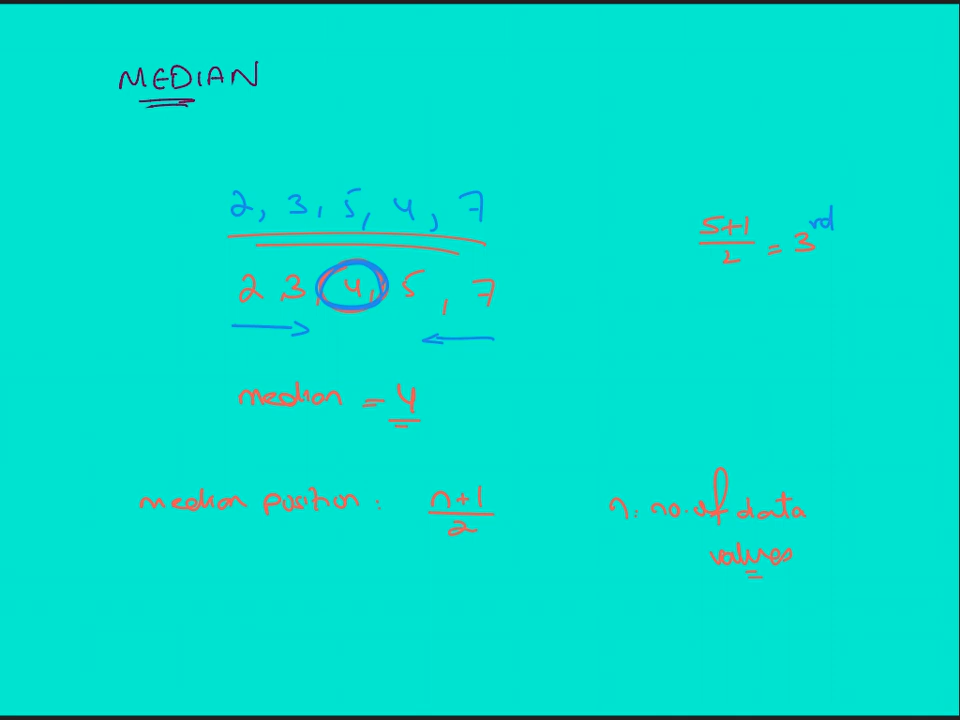 MEDIAN
2, 3, 5, 4, 7
5+1/2 = 3rd
2, 3, 4, 5, 7
median = 4
median position: n+1/2
n: no. of data
values